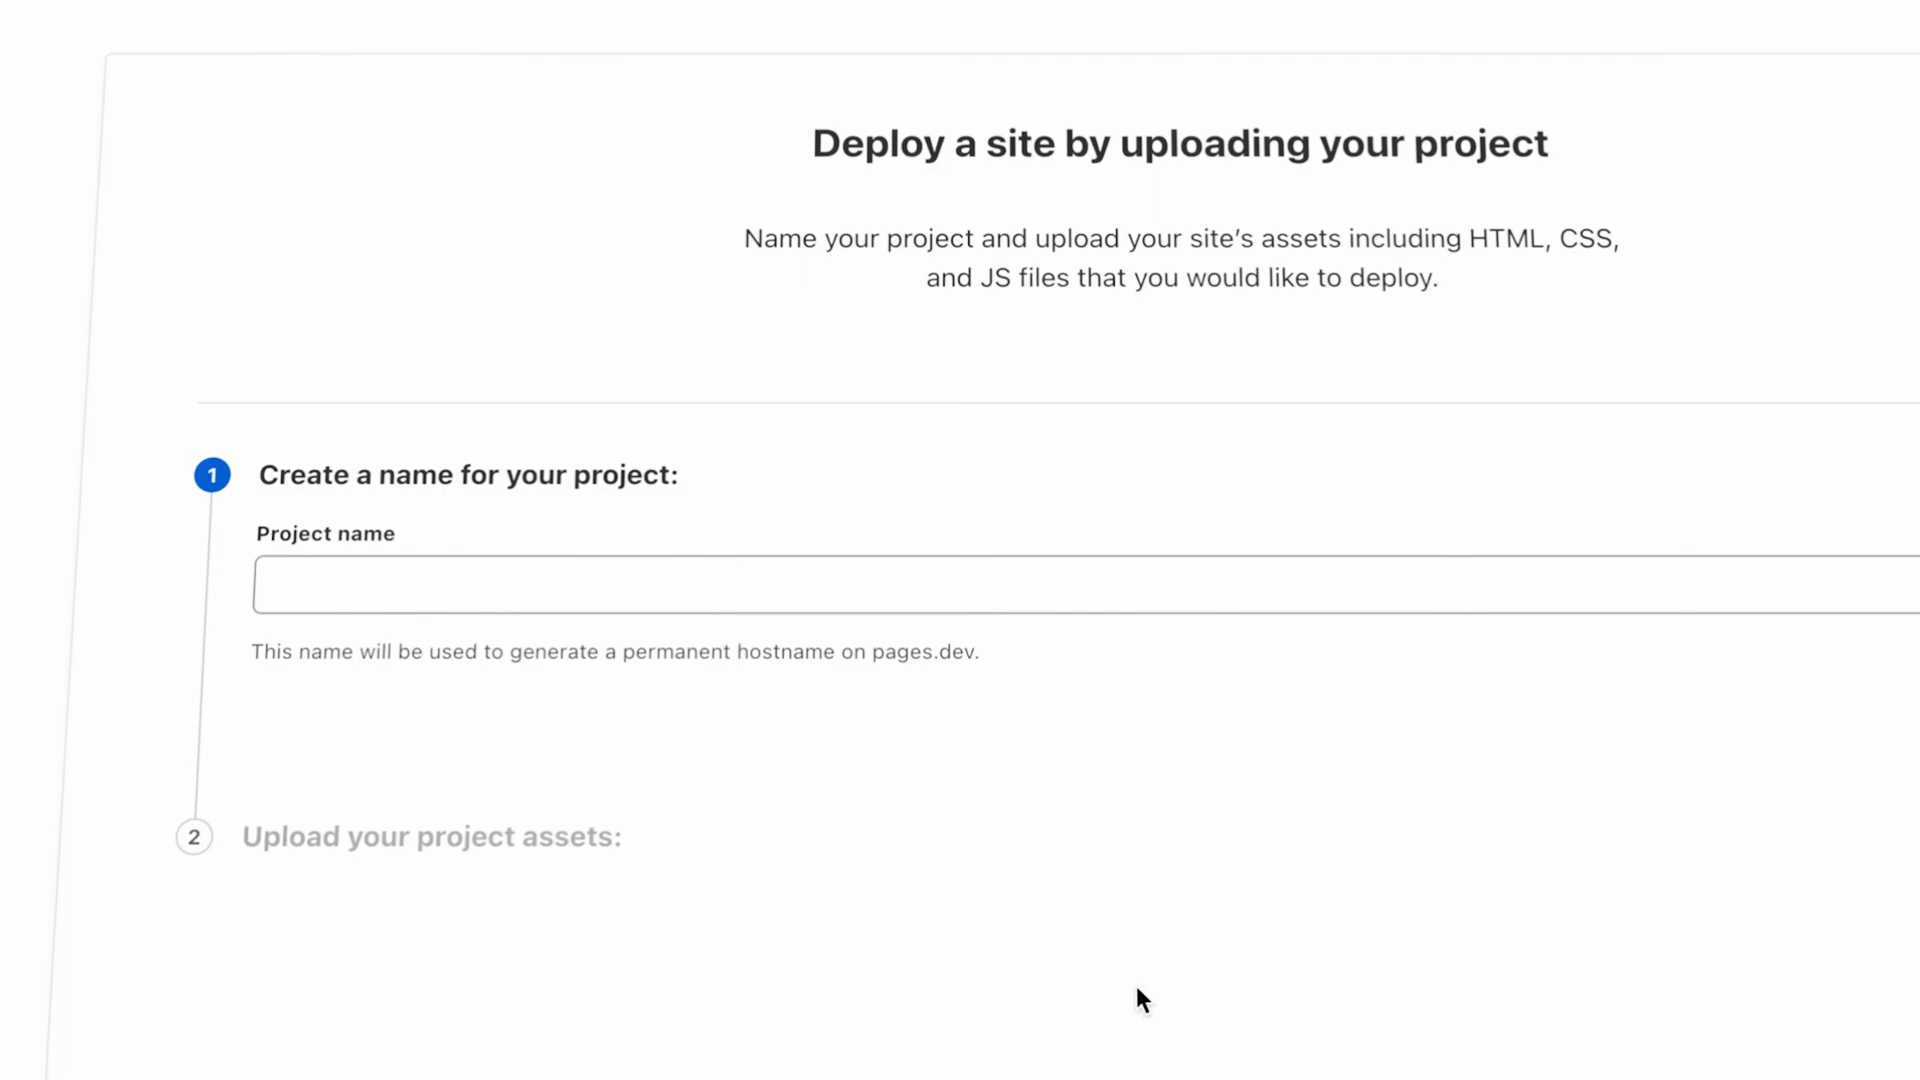 Deploy a site by uploading your project
Name your project and upload your site's assets including HTML, CSS,
and JS files that you would like to deploy.
1 Create a name for your project:
Project name
This name will be used to generate a permanent hostname on pages.dev.
2 Upload your project assets: